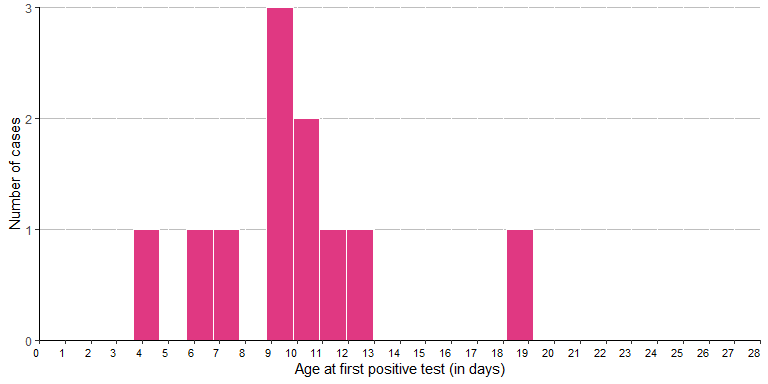 3
2
1
0
Number of cases
0 1 2 3 4 5 6 7 8 9 10 11 12 13 14 15 16 17 18 19 20 21 22 23 24 25 26 27 28
Age at first positive test (in days)